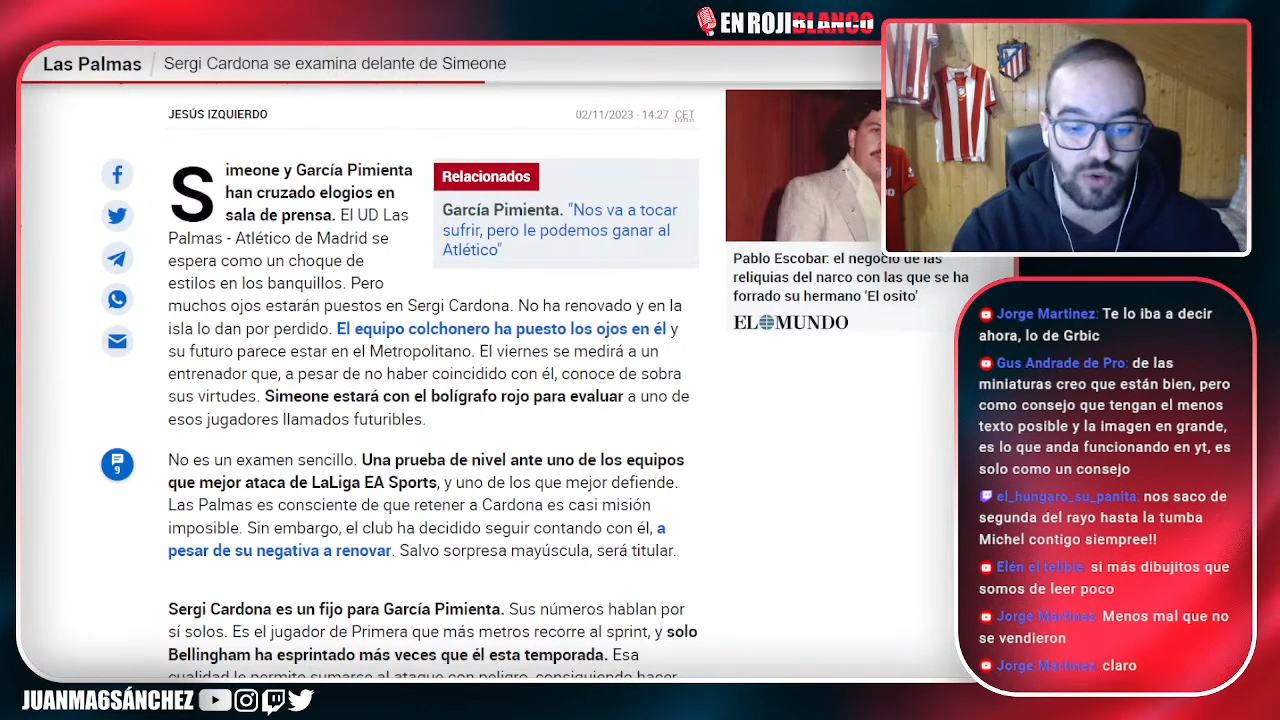 EN ROJIBLANCO
Las Palmas / Sergi Cardona se examina delante de Simeone
JESÚS IZQUIERDO
02/11/2023 - 14:27 CET
Simeone y García Pimienta
han cruzado elogios en
sala de prensa. El UD Las
Palmas - Atlético de Madrid se
espera como un choque de
estilos en los banquillos. Pero
muchos ojos estarán puestos en Sergi Cardona. No ha renovado y en la
isla lo dan por perdido. El equipo colchonero ha puesto los ojos en él y
su futuro parece estar en el Metropolitano. El viernes se medirá a un
entrenador que, a pesar de no haber coincidido con él, conoce de sobra
sus virtudes. Simeone estará con el bolígrafo rojo para evaluar a uno de
esos jugadores llamados futuribles.
Relacionados
García Pimienta. "Nos va a tocar
sufrir, pero le podemos ganar al
Atlético"
9
No es un examen sencillo. Una prueba de nivel ante uno de los equipos
que mejor ataca de LaLiga EA Sports, y uno de los que mejor defiende.
Las Palmas es consciente de que retener a Cardona es casi misión
imposible. Sin embargo, el club ha decidido seguir contando con él, a
pesar de su negativa a renovar. Salvo sorpresa mayúscula, será titular.
Sergi Cardona es un fijo para García Pimienta. Sus números hablan por
sí solos. Es el jugador de Primera que más metros recorre al sprint, y solo
Bellingham ha esprintado más veces que él esta temporada. Esa
cualidad le permite sumarse al ataque con peligro, consiguiendo hacer
Pablo Escobar: el negocio de las
reliquias del narco con las que se ha
forrado su hermano 'El osito'
EL MUNDO
Jorge Martinez: Te lo iba a decir
ahora, lo de Grbic
Gus Andrade de Pro: de las
miniaturas creo que están bien, pero
como consejo que tengan el menos
texto posible y la imagen en grande,
es lo que anda funcionando en yt, es
solo como un consejo
el_hungaro_su_panita: nos saco de
segunda del rayo hasta la tumba
Michel contigo siempree!!
Elén el telible: si más dibujitos que
somos de leer poco
Jorge Martinez: Menos mal que no
se vendieron
Jorge Martinez: claro
JUANMA6SÁNCHEZ